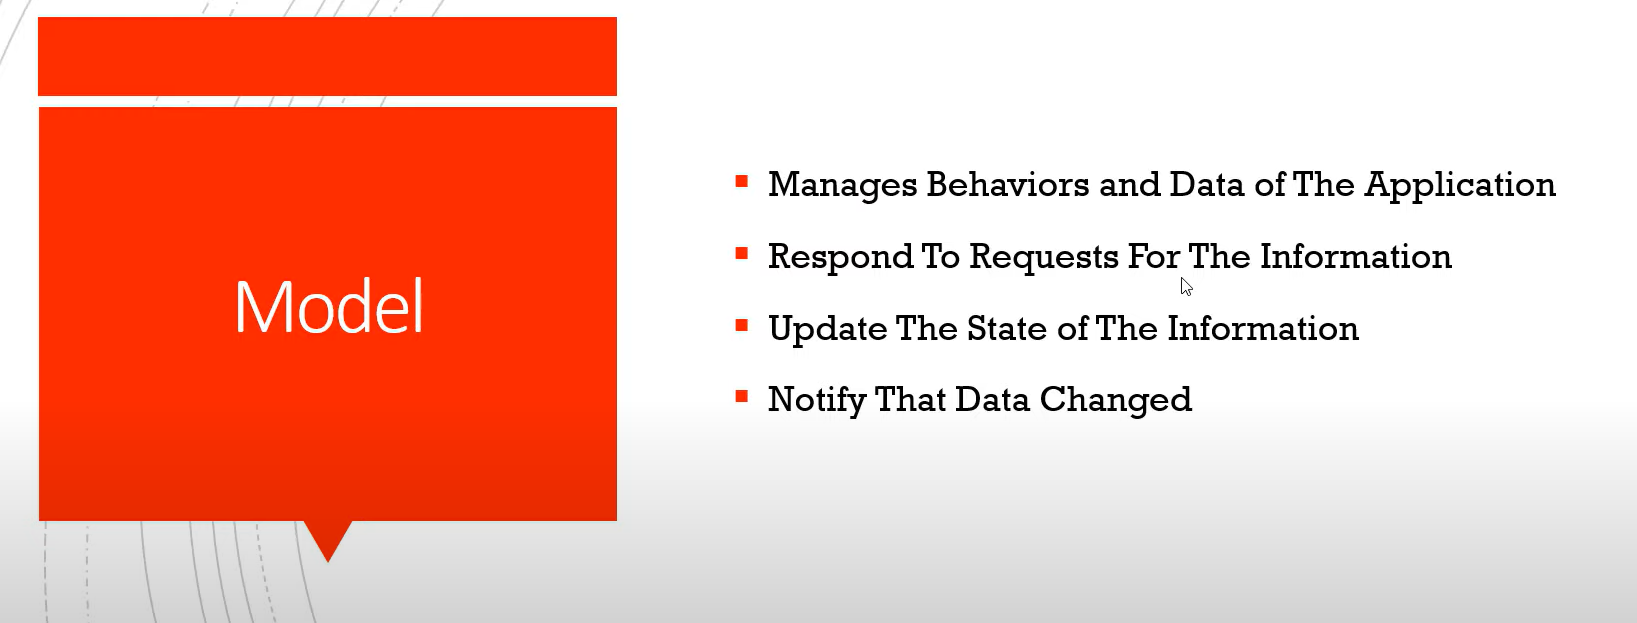 Model
Manages Behaviors and Data of The Application
Respond To Requests For The Information
Update The State of The Information
Notify That Data Changed